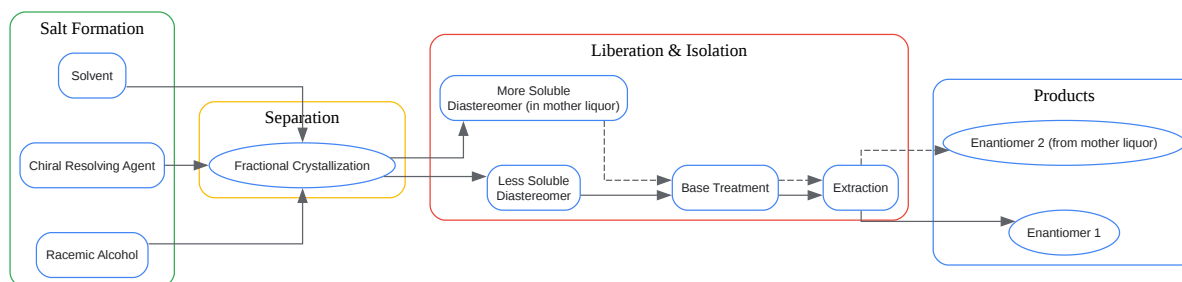 Salt Formation
Solvent
Chiral Resolving Agent
Racemic Alcohol
Separation
Fractional Crystallization
Liberation & Isolation
More Soluble
Diastereomer (in mother liquor)
Less Soluble
Diastereomer
Base Treatment
Extraction
Products
Enantiomer 2 (from mother liquor)
Enantiomer 1